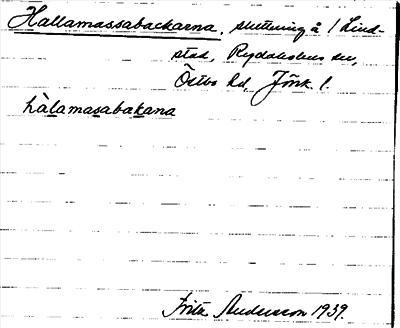 Hallamassabackarna, sluttning å 1 Lind-
stad, Rydaholms sn,
Östbo hd, Jönk. l.
hàlamasabakana
Frits Andersson 1939.